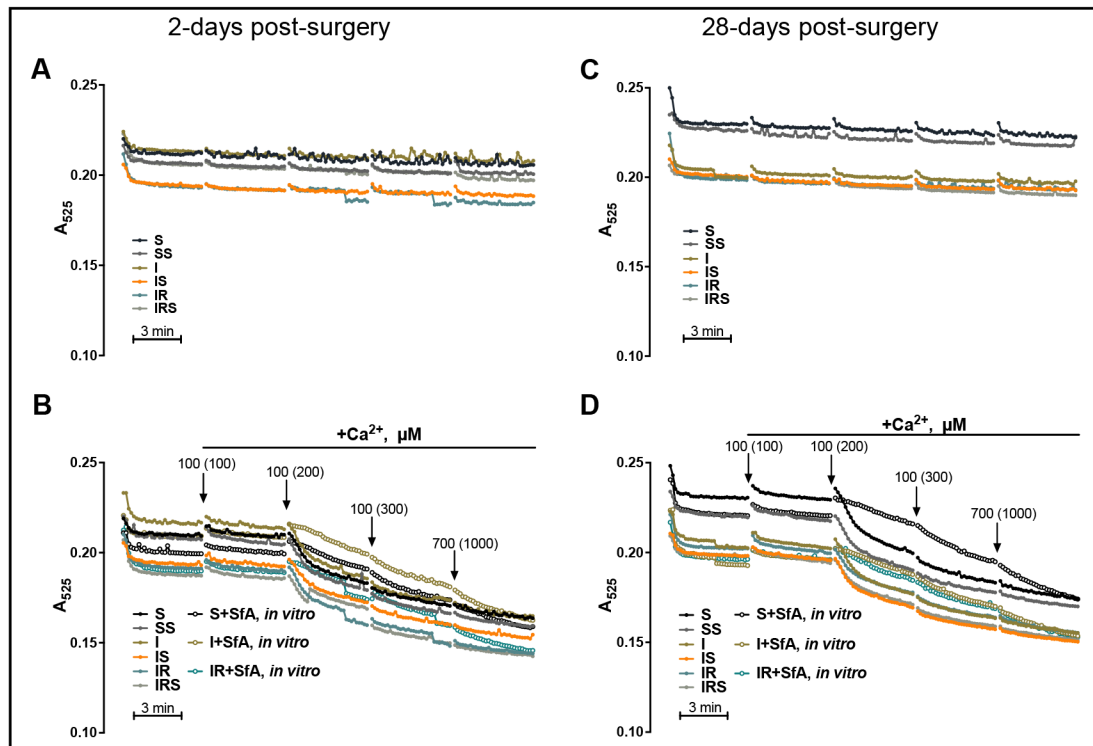 2-days post-surgery
28-days post-surgery
A
0.25
0.20
0.15
0.10
A525
S
SS
I
IS
IR
IRS
3 min
C
0.25
0.20
0.15
0.10
A525
S
SS
I
IS
IR
IRS
3 min
B
+Ca2+, µM
100 (100)
100 (200)
100 (300)
700 (1000)
0.25
0.20
0.15
0.10
A525
S
SS
I
IS
IR
IRS
S+SfA, in vitro
I+SfA, in vitro
IR+SfA, in vitro
3 min
D
+Ca2+, µM
100 (100)
100 (200)
100 (300)
700 (1000)
0.25
0.20
0.15
0.10
A525
S
SS
I
IS
IR
IRS
S+SfA, in vitro
I+SfA, in vitro
IR+SfA, in vitro
3 min